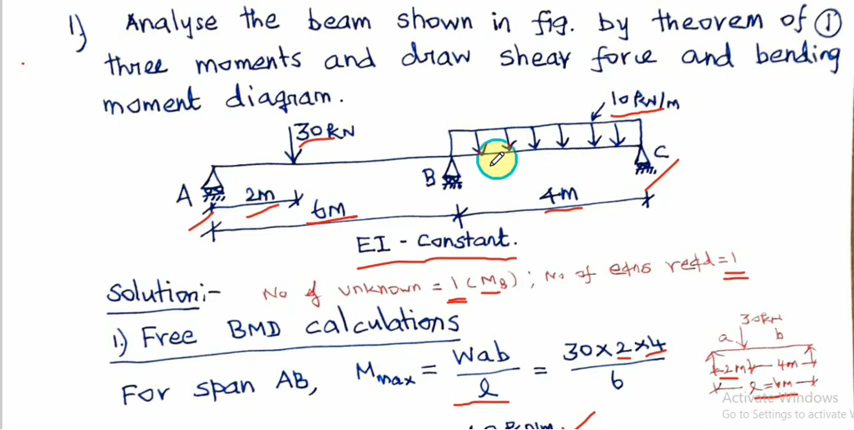 1) Analyse the beam shown in fig. by theorem of ①
three moments and draw shear force and bending
moment diagram.
30KN
10KN/m
A
B
C
2m
6m
4m
EI - Constant.
Solution:-
No of unknown = 1 (MB) ; No of eqns reqd = 1
1.) Free BMD calculations
For span AB, Mmax = Wab/l = 30×2×4/6
30KN
a b
2m 4m
l=6m
Activate Windows
Go to Settings to activate W